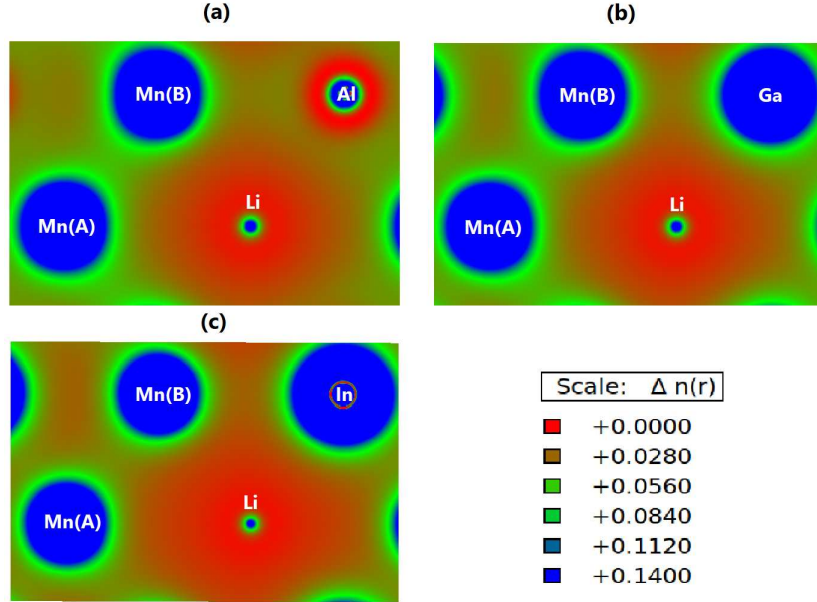 (a)
(b)
Mn(B)
Al
Mn(A)
Li
Mn(B)
Ga
Mn(A)
Li
(c)
Mn(B)
In
Mn(A)
Li
Scale: Δ n(r)
+0.0000
+0.0280
+0.0560
+0.0840
+0.1120
+0.1400